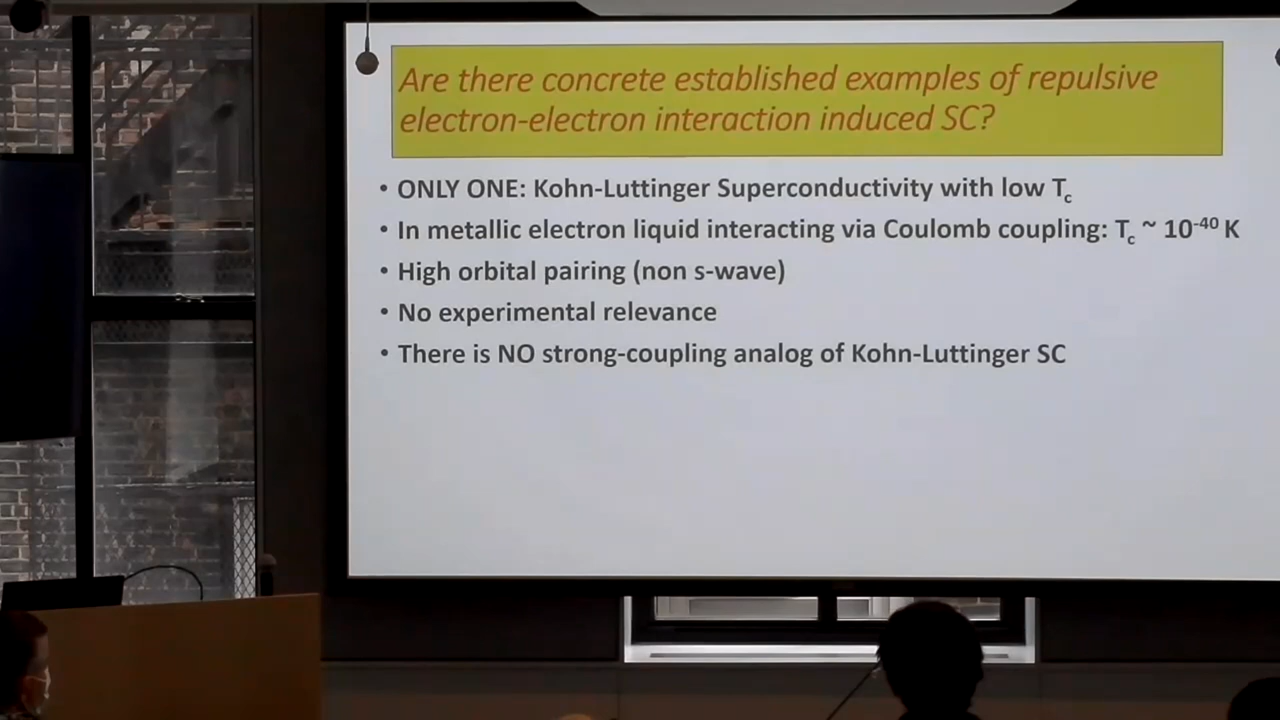 Are there concrete established examples of repulsive
electron-electron interaction induced SC?
• ONLY ONE: Kohn-Luttinger Superconductivity with low Tc
• In metallic electron liquid interacting via Coulomb coupling: Tc ~ 10⁻⁴⁰ K
• High orbital pairing (non s-wave)
• No experimental relevance
• There is NO strong-coupling analog of Kohn-Luttinger SC